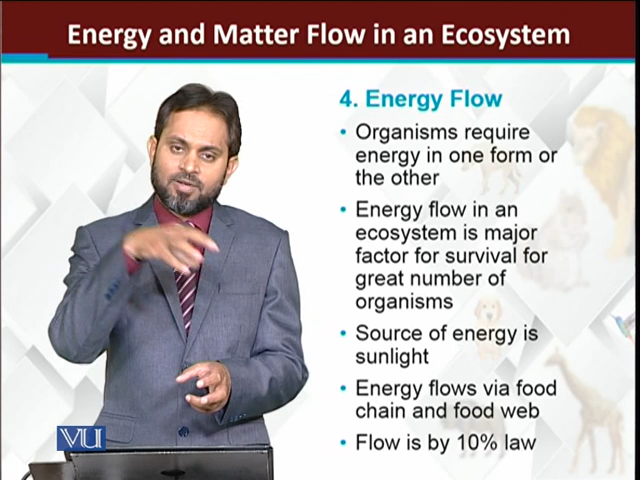 Energy and Matter Flow in an Ecosystem
4. Energy Flow
• Organisms require
energy in one form or
the other
• Energy flow in an
ecosystem is major
factor for survival for
great number of
organisms
• Source of energy is
sunlight
• Energy flows via food
chain and food web
• Flow is by 10% law
VU